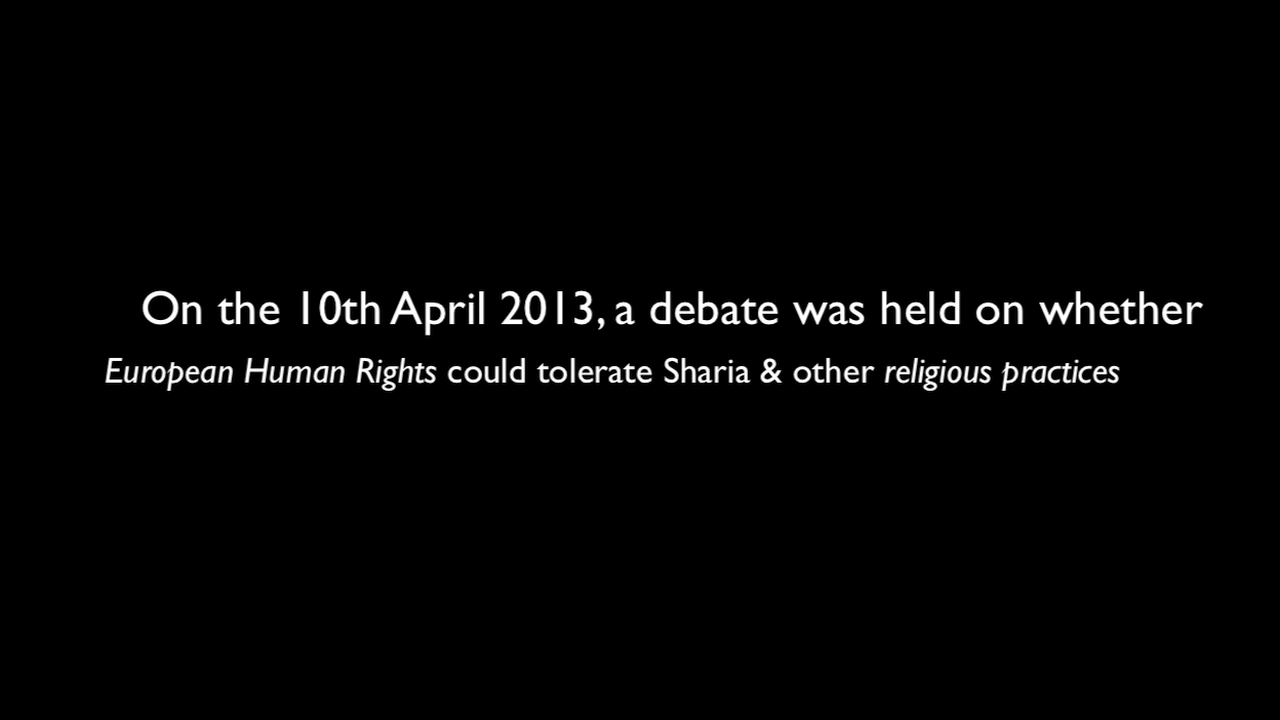 On the 10th April 2013, a debate was held on whether
European Human Rights could tolerate Sharia & other religious practices